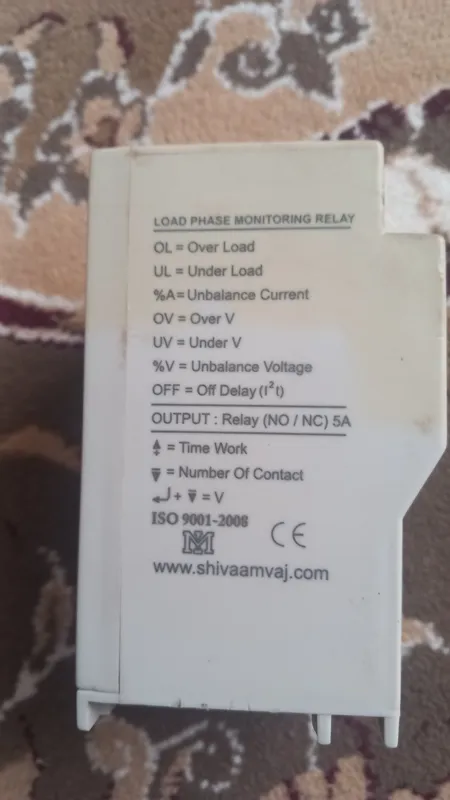 LOAD PHASE MONITORING RELAY
OL = Over Load
UL = Under Load
%A= Unbalance Current
OV = Over V
UV = Under V
%V = Unbalance Voltage
OFF = Off Delay (I²t)
OUTPUT : Relay (NO / NC) 5A
= Time Work
= Number Of Contact
↵ + = V
ISO 9001-2008
CE
www.shivaamvaj.com